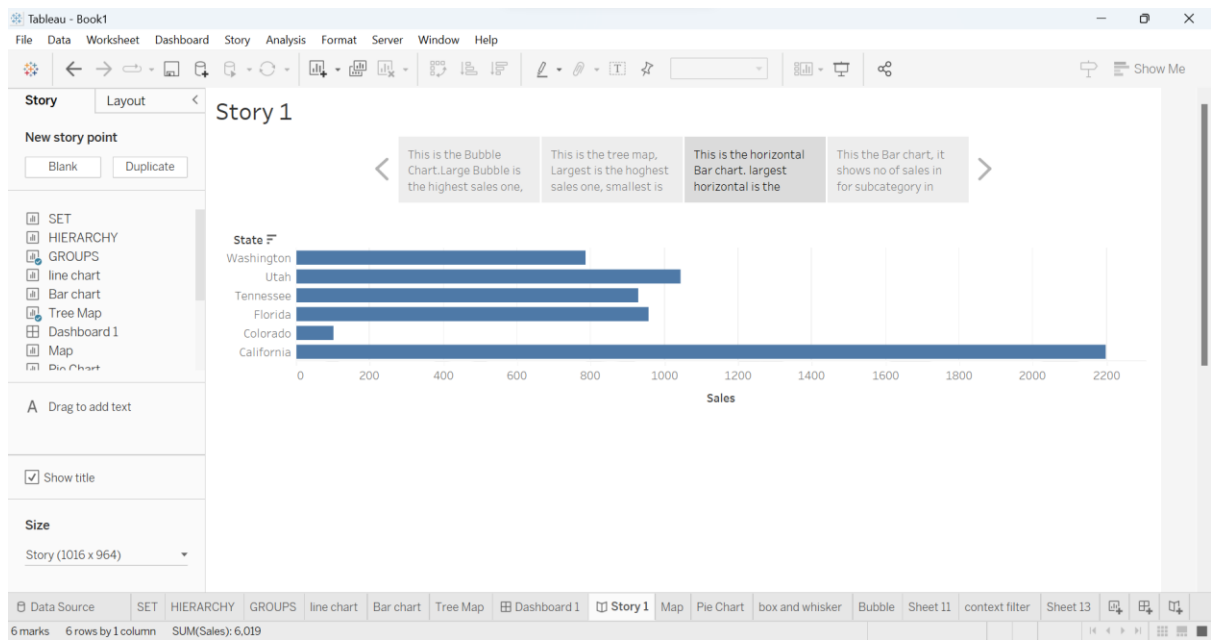 Tableau - Book1
File Data Worksheet Dashboard Story Analysis Format Server Window Help
Show Me
Story Layout
New story point
Blank Duplicate
SET
HIERARCHY
GROUPS
line chart
Bar chart
Tree Map
Dashboard 1
Map
Pie Chart
A Drag to add text
Show title
Size
Story (1016 x 964)
Story 1
This is the Bubble
Chart.Large Bubble is
the highest sales one,
This is the tree map,
Largest is the hoghest
sales one, smallest is
This is the horizontal
Bar chart. largest
horizontal is the
This the Bar chart, it
shows no of sales in
for subcategory in
State
Washington
Utah
Tennessee
Florida
Colorado
California
0 200 400 600 800 1000 1200 1400 1600 1800 2000 2200
Sales
Data Source SET HIERARCHY GROUPS line chart Bar chart Tree Map Dashboard 1 Story 1 Map Pie Chart box and whisker Bubble Sheet 11 context filter Sheet 13
6 marks 6 rows by 1 column SUM(Sales): 6,019